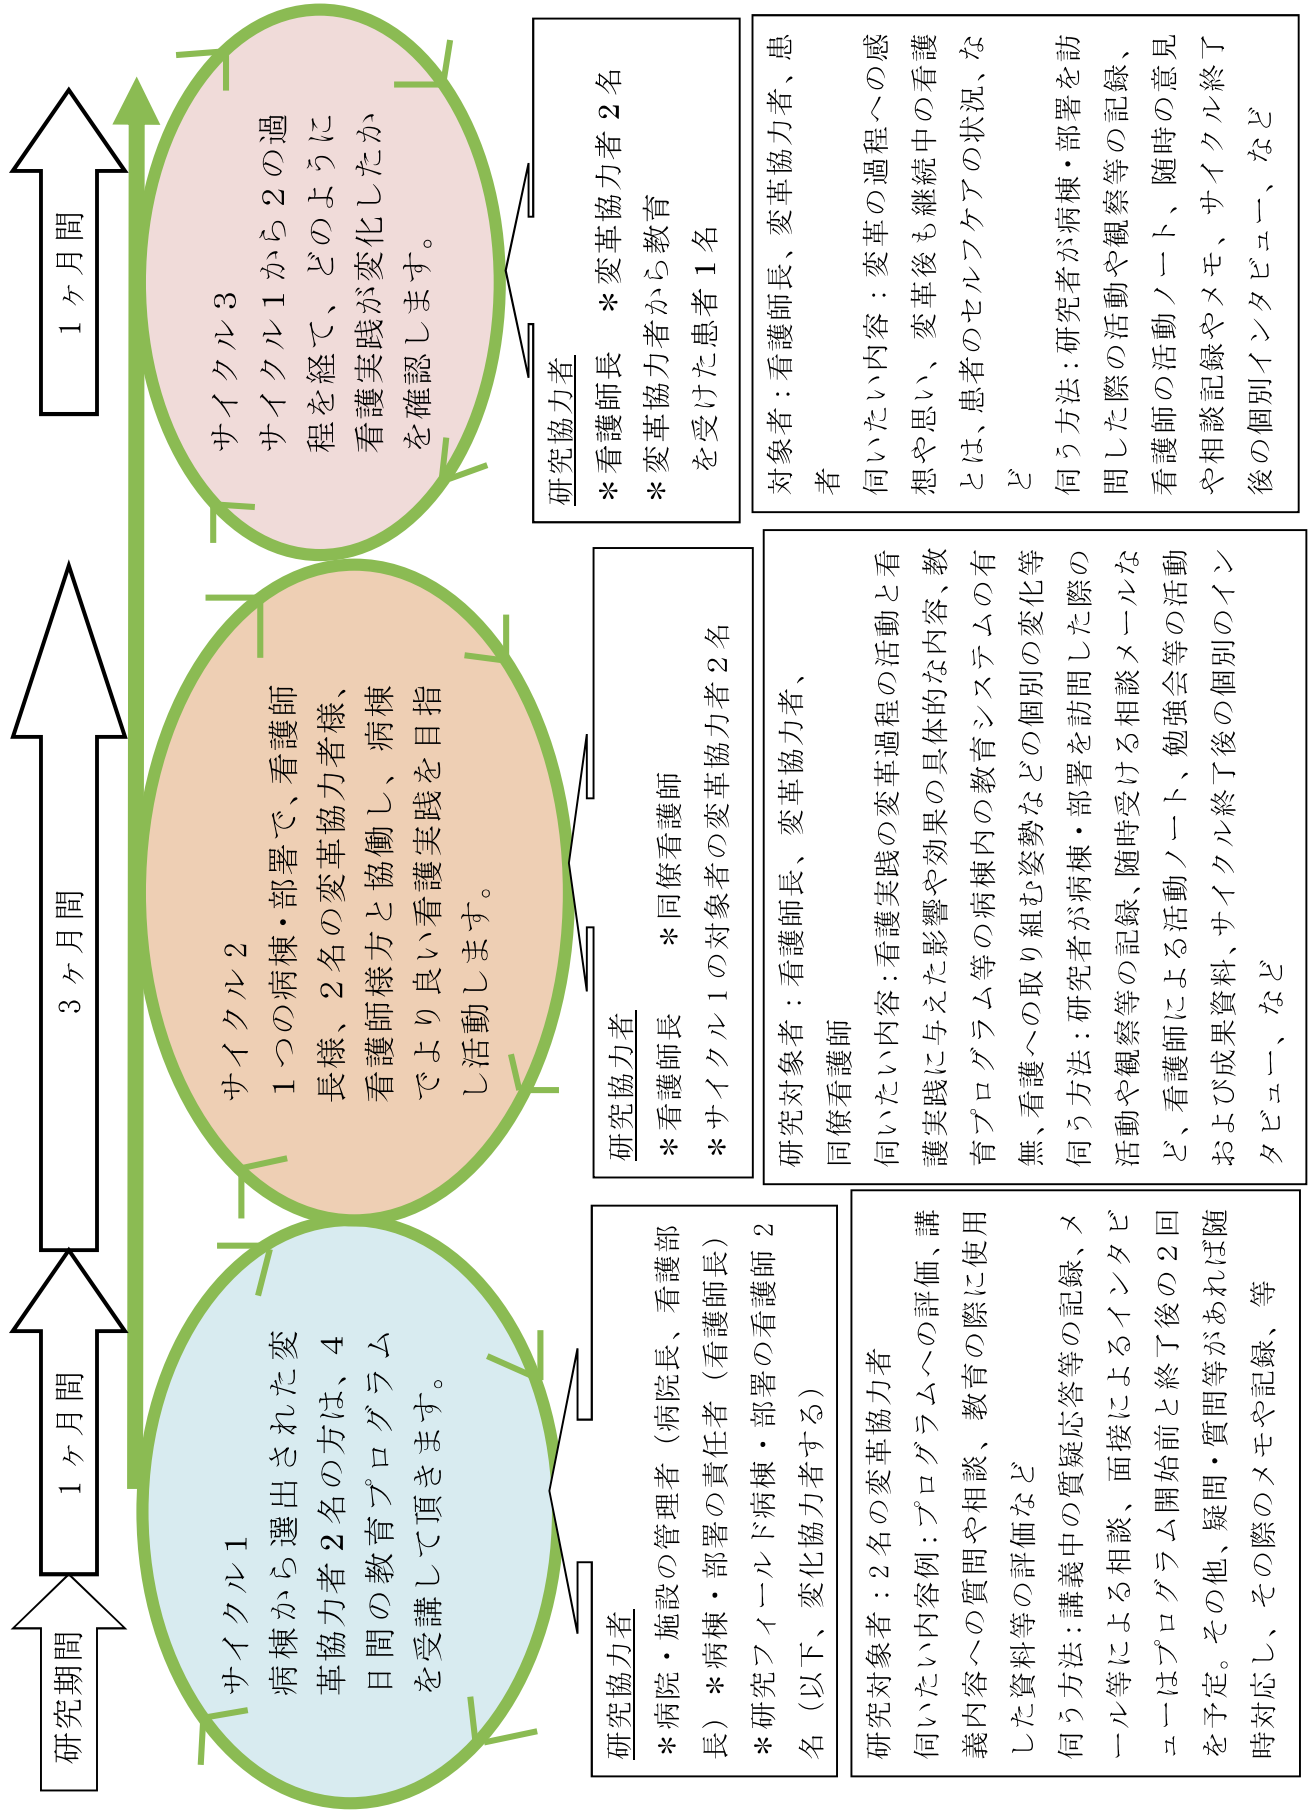 研究期間
1ヶ月間
3ヶ月間
1ヶ月間
サイクル1
病棟から選出された変
革協力者2名の方は、4
日間の教育プログラム
を受講して頂きます。
サイクル2
1つの病棟・部署で、看護師
長様、2名の変革協力者様、
看護師様方と協働し、病棟
でより良い看護実践を目指
し活動します。
サイクル3
サイクル1から2の過
程を経て、どのように
看護実践が変化したか
を確認します。
研究協力者
＊病院・施設の管理者（病院長、看護部
長）＊病棟・部署の責任者（看護師長）
＊研究フィールド病棟・部署の看護師2
名（以下、変化協力者する）
研究協力者
＊看護師長　　＊同僚看護師
＊サイクル1の対象者の変革協力者2名
研究協力者
＊看護師長　＊変革協力者2名
＊変革協力者から教育
を受けた患者1名
研究対象者：2名の変革協力者
伺いたい内容例：プログラムへの評価、講
義内容への質問や相談、教育の際に使用
した資料等の評価など
伺う方法：講義中の質疑応答等の記録、メ
ール等による相談、面接によるインタビ
ューはプログラム開始前と終了後の2回
を予定。その他、疑問・質問等があれば随
時対応し、その際のメモや記録、等
研究対象者：看護師長、変革協力者、
同僚看護師
伺いたい内容：看護実践の変革過程の活動と看
護実践に与えた影響や効果の具体的な内容、教
育プログラム等の病棟内の教育システムの有
無、看護への取り組む姿勢などの個別の変化等
伺う方法：研究者が病棟・部署を訪問した際の
活動や観察等の記録、随時受ける相談メールな
ど、看護師による活動ノート、勉強会等の活動
および成果資料、サイクル終了後の個別のイン
タビュー、など
対象者：看護師長、変革協力者、患
者
伺いたい内容：変革の過程への感
想や思い、変革後も継続中の看護
とは、患者のセルフケアの状況、な
ど
伺う方法：研究者が病棟・部署を訪
問した際の活動や観察等の記録、
看護師の活動ノート、随時の意見
や相談記録やメモ、サイクル終了
後の個別インタビュー、など